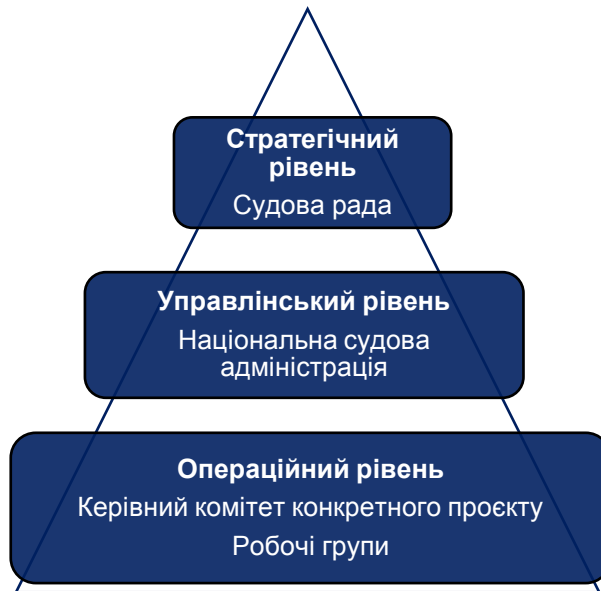 Стратегічний
рівень
Судова рада
Управлінський рівень
Національна судова
адміністрація
Операційний рівень
Керівний комітет конкретного проєкту
Робочі групи